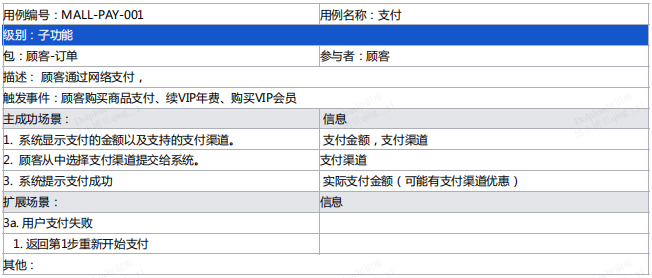 用例编号：MALL-PAY-001 用例名称：支付
级别：子功能
包：顾客-订单 参与者：顾客
描述： 顾客通过网络支付，
触发事件：顾客购买商品支付、续VIP年费、购买VIP会员
主成功场景： 信息
1. 系统显示支付的金额以及支持的支付渠道。 支付金额，支付渠道
2. 顾客从中选择支付渠道提交给系统。 支付渠道
3. 系统提示支付成功 实际支付金额（可能有支付渠道优惠）
扩展场景： 信息
3a. 用户支付失败
1. 返回第1步重新开始支付
其他：